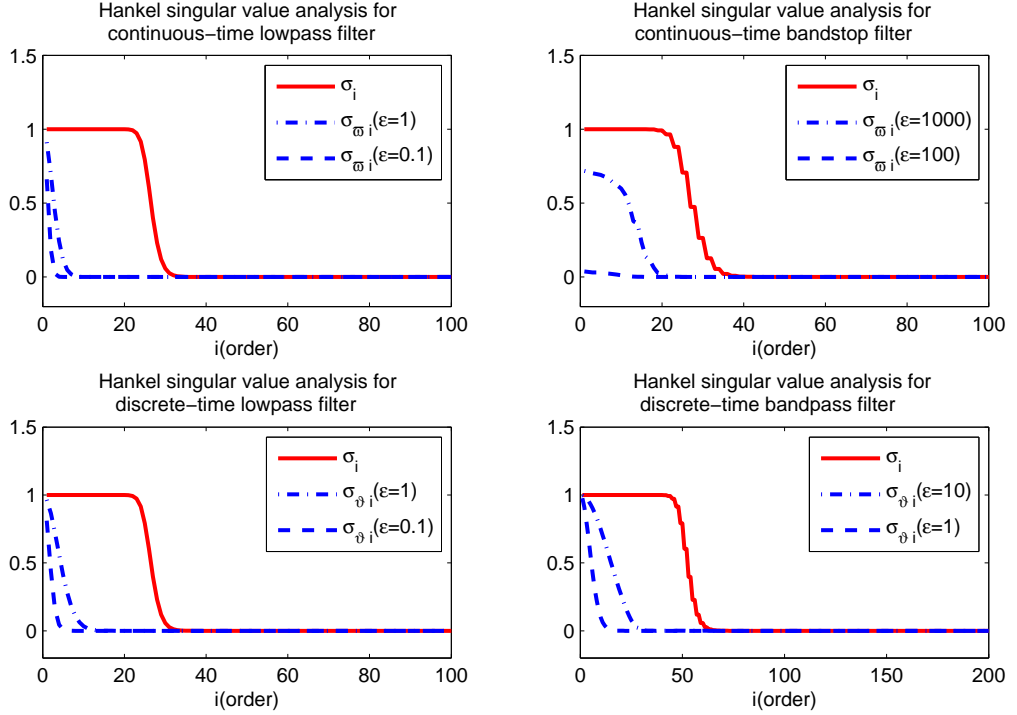 Hankel singular value analysis for
continuous−time lowpass filter
1.5
1
0.5
0
0 20 40 60 80 100
i(order)
σi
σϖ i(ε=1)
σϖ i(ε=0.1)
Hankel singular value analysis for
continuous−time bandstop filter
1.5
1
0.5
0
0 20 40 60 80 100
i(order)
σi
σϖ i(ε=1000)
σϖ i(ε=100)
Hankel singular value analysis for
discrete−time lowpass filter
1.5
1
0.5
0
0 20 40 60 80 100
i(order)
σi
σϑ i(ε=1)
σϑ i(ε=0.1)
Hankel singular value analysis for
discrete−time bandpass filter
1.5
1
0.5
0
0 50 100 150 200
i(order)
σi
σϑ i(ε=10)
σϑ i(ε=1)